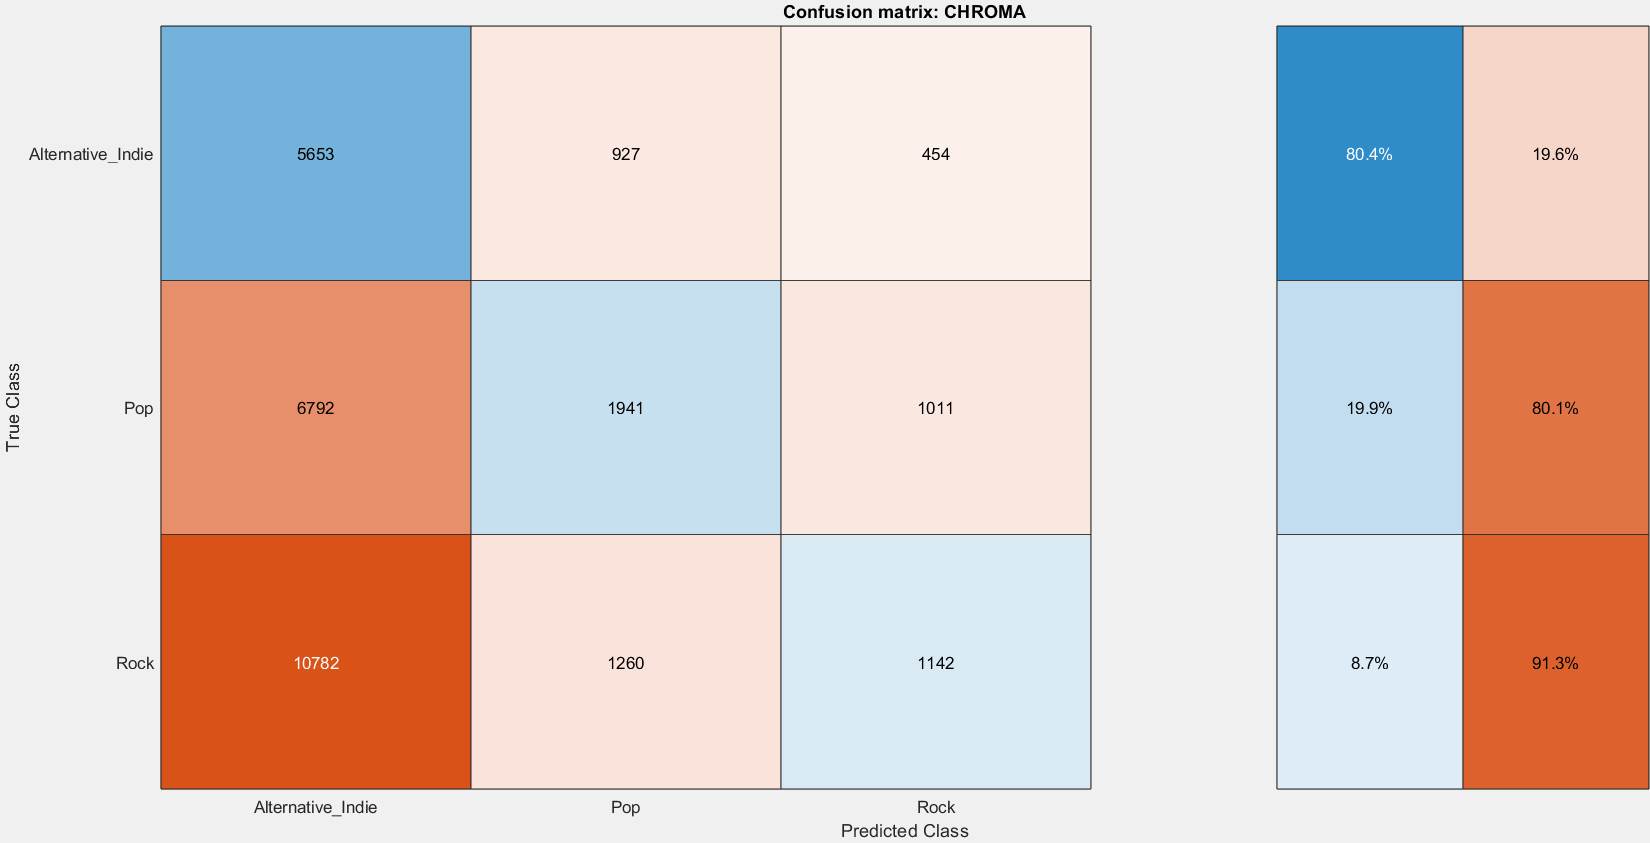 Confusion matrix: CHROMA
True Class
Alternative_Indie 5653 927 454 80.4% 19.6%
Pop 6792 1941 1011 19.9% 80.1%
Rock 10782 1260 1142 8.7% 91.3%
Alternative_Indie Pop Rock
Predicted Class